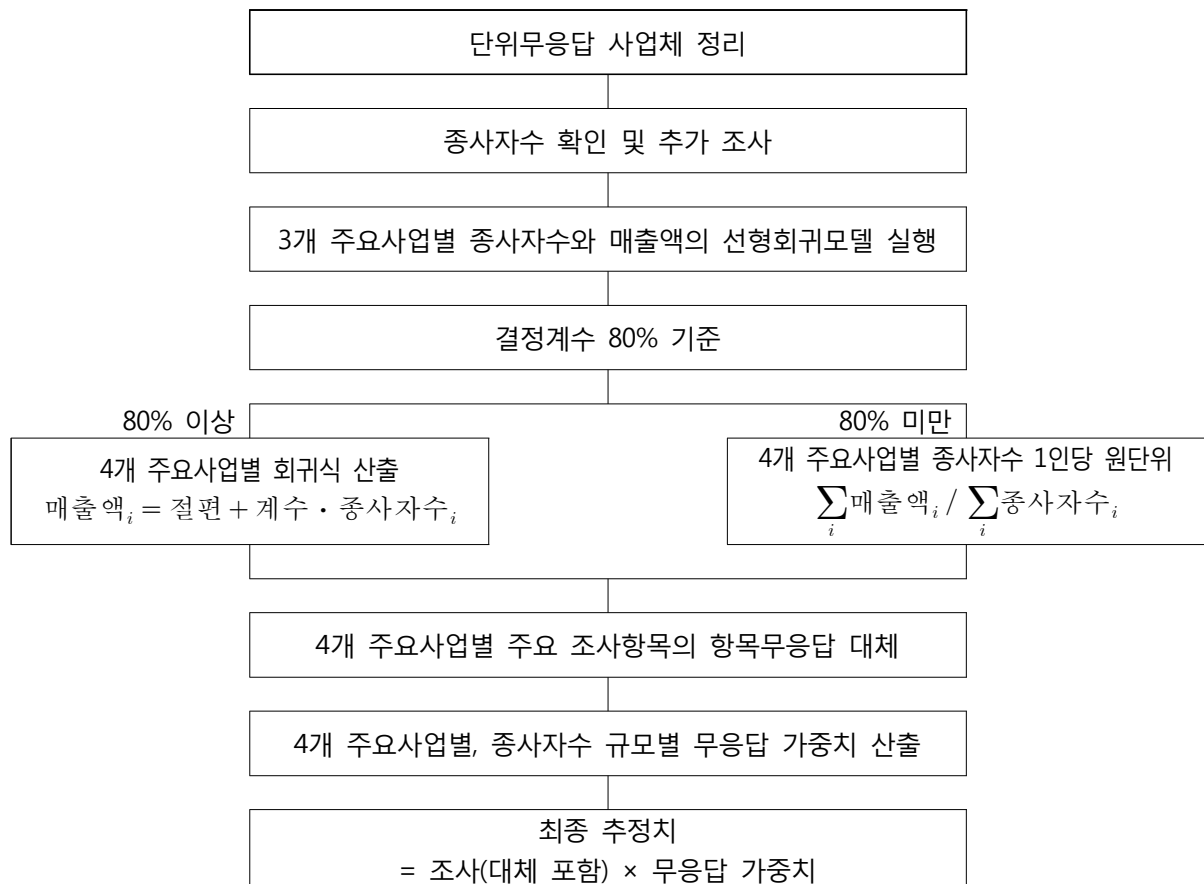 단위무응답 사업체 정리
종사자수 확인 및 추가 조사
3개 주요사업별 종사자수와 매출액의 선형회귀모델 실행
결정계수 80% 기준
80% 이상
4개 주요사업별 회귀식 산출
매출액ᵢ = 절편 + 계수 · 종사자수ᵢ
80% 미만
4개 주요사업별 종사자수 1인당 원단위
∑ᵢ매출액ᵢ / ∑ᵢ종사자수ᵢ
4개 주요사업별 주요 조사항목의 항목무응답 대체
4개 주요사업별, 종사자수 규모별 무응답 가중치 산출
최종 추정치
= 조사(대체 포함) × 무응답 가중치